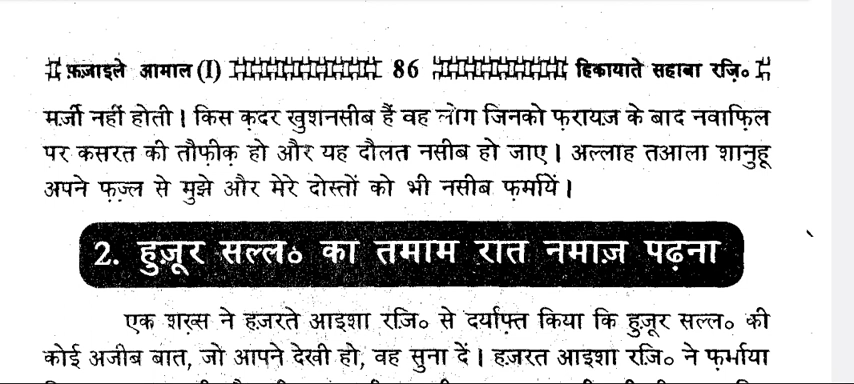 फ़ज़ाइले आमाल (I) 86 हिकायाते सहाबा रज़ि०
मर्ज़ी नहीं होती। किस क़दर ख़ुशनसीब हैं वह लोग जिनको फ़रायज़ के बाद नवाफ़िल
पर कसरत की तौफ़ीक़ हो और यह दौलत नसीब हो जाए। अल्लाह तआला शानुहू
अपने फ़ज़्ल से मुझे और मेरे दोस्तों को भी नसीब फ़र्मायें।
2. हुज़ूर सल्ल० का तमाम रात नमाज़ पढ़ना
एक शख़्स ने हज़रते आइशा रज़ि० से दर्याफ़्त किया कि हुज़ूर सल्ल० की
कोई अजीब बात, जो आपने देखी हो, वह सुना दें। हज़रत आइशा रज़ि० ने फ़र्माया